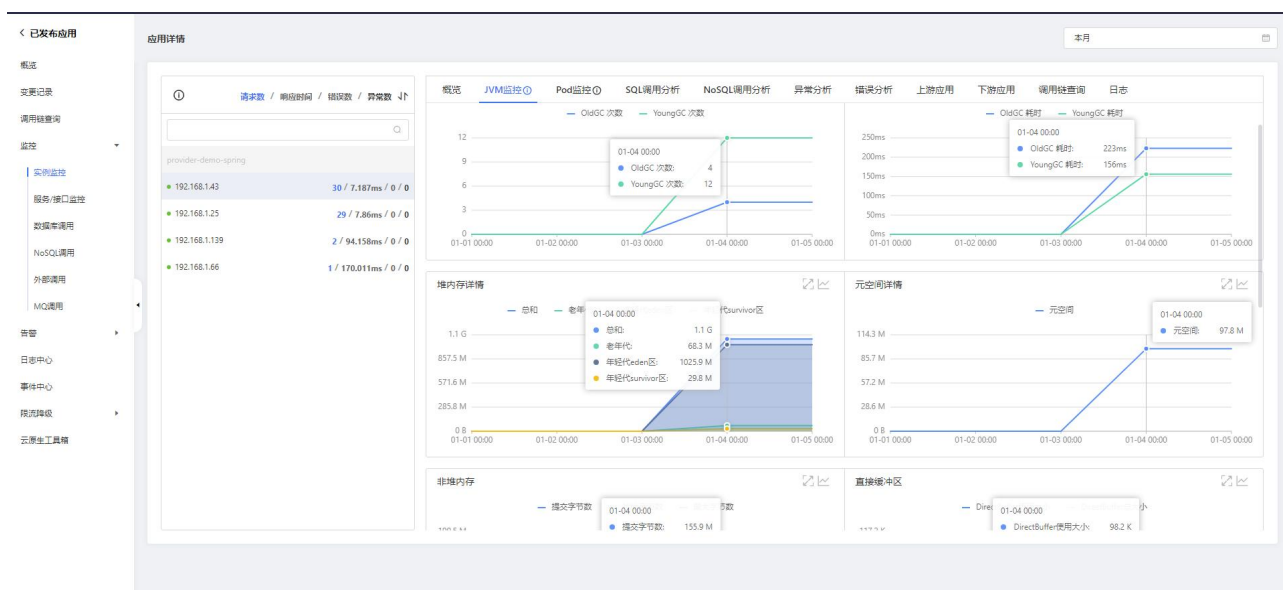 已发布应用
概览
变更记录
调用链查询
监控
实例监控
服务/接口监控
数据库调用
NoSQL调用
外部调用
MQ调用
告警
日志中心
事件中心
限流降级
云原生工具箱
应用详情
本月
请求数 / 响应时间 / 错误数 / 异常数
provider-demo-spring
192.168.1.43 30 / 7.187ms / 0 / 0
192.168.1.25 29 / 7.86ms / 0 / 0
192.168.1.139 2 / 94.158ms / 0 / 0
192.168.1.66 1 / 170.011ms / 0 / 0
概览 JVM监控 Pod监控 SQL调用分析 NoSQL调用分析 异常分析 错误分析 上游应用 下游应用 调用链查询 日志
OldGC 次数 YoungGC 次数
12
9
6
3
0
01-01 00:00 01-02 00:00 01-03 00:00 01-04 00:00 01-05 00:00
01-04 00:00
OldGC 次数: 4
YoungGC 次数: 12
OldGC 耗时 YoungGC 耗时
250ms
200ms
150ms
100ms
50ms
0ms
01-01 00:00 01-02 00:00 01-03 00:00 01-04 00:00 01-05 00:00
01-04 00:00
OldGC 耗时: 223ms
YoungGC 耗时: 156ms
堆内存详情
总和 老年 survivor区
1.1 G
857.5 M
571.6 M
285.8 M
0 B
01-01 00:00 01-02 00:00 01-03 00:00 01-04 00:00 01-05 00:00
01-04 00:00
总和: 1.1 G
老年代: 68.3 M
年轻代eden区: 1025.9 M
年轻代survivor区: 29.8 M
元空间详情
元空间
114.3 M
85.7 M
57.2 M
28.6 M
0 B
01-01 00:00 01-02 00:00 01-03 00:00 01-04 00:00 01-05 00:00
01-04 00:00
元空间: 97.8 M
非堆内存
提交字节数 节数
01-04 00:00
提交字节数: 155.9 M
直接缓冲区
Direc 小
01-04 00:00
DirectBuffer使用大小: 98.2 K